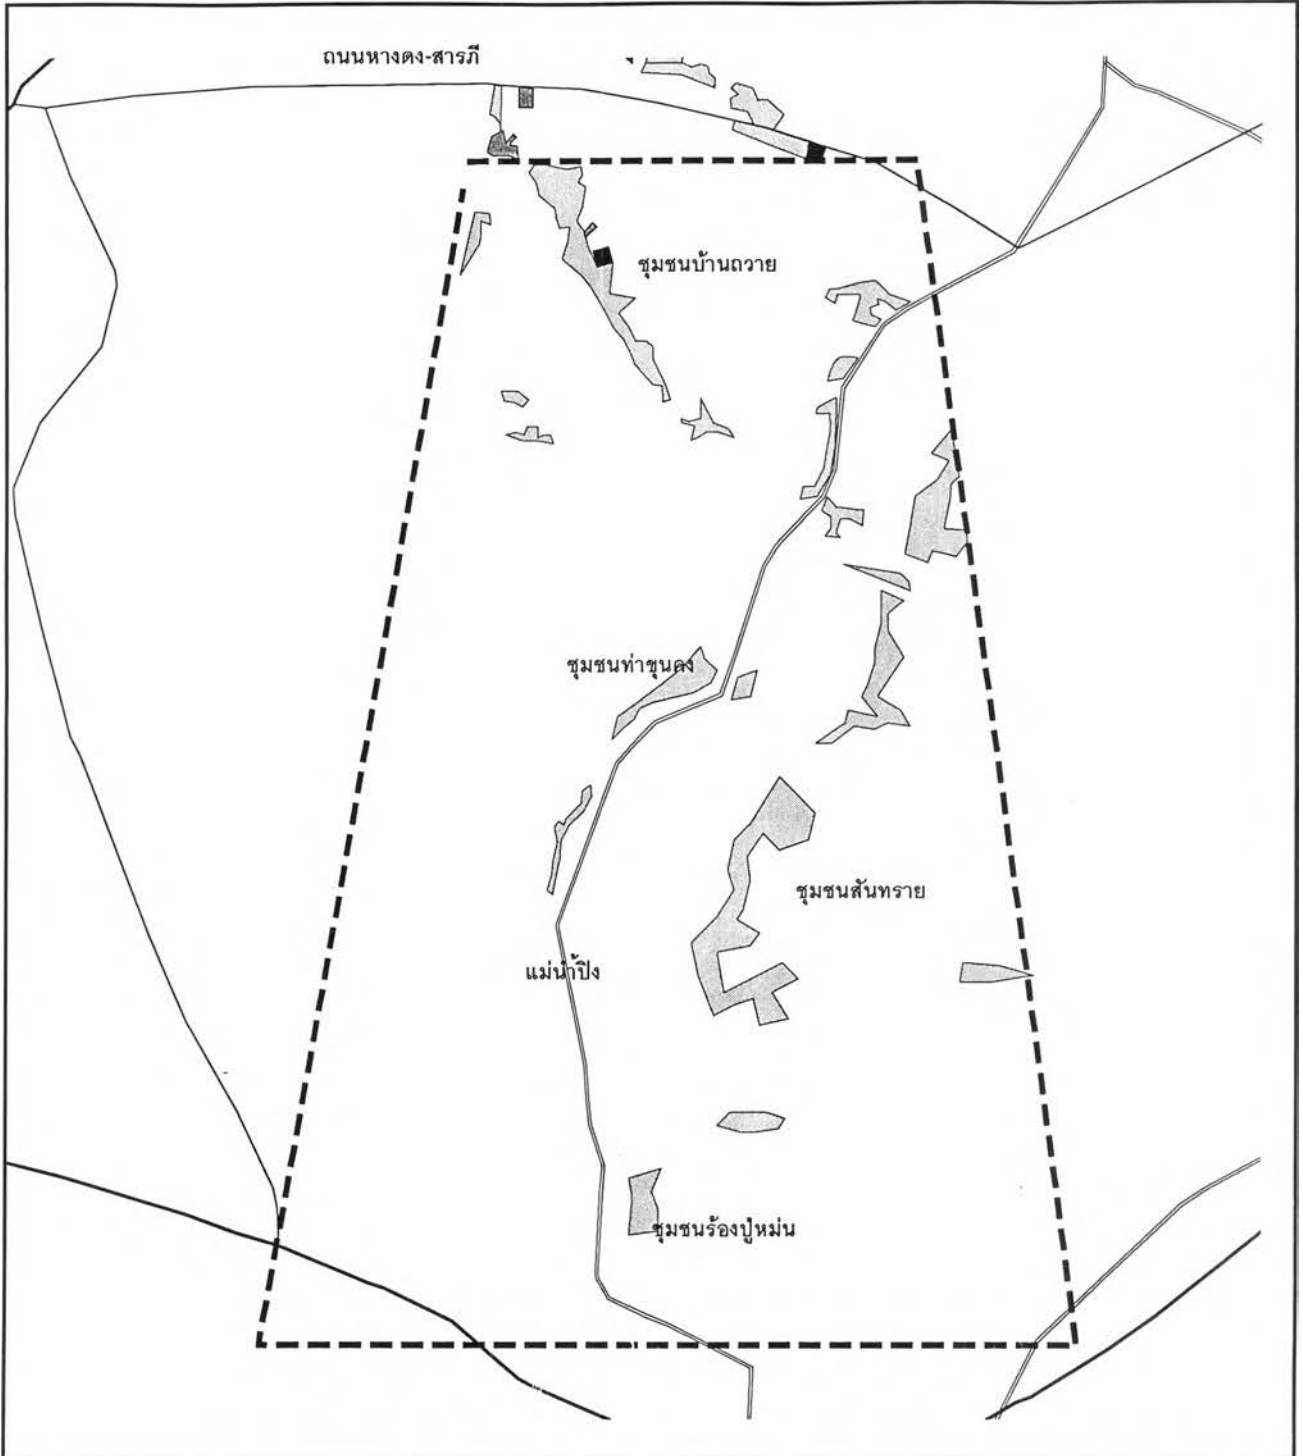 ถนนหางดง-สารภี
ชุมชนบ้านถวาย
ชุมชนท่าขุนคง
ชุมชนสันทราย
แม่น้ำปิง
ชุมชนร้องปู่หม่น